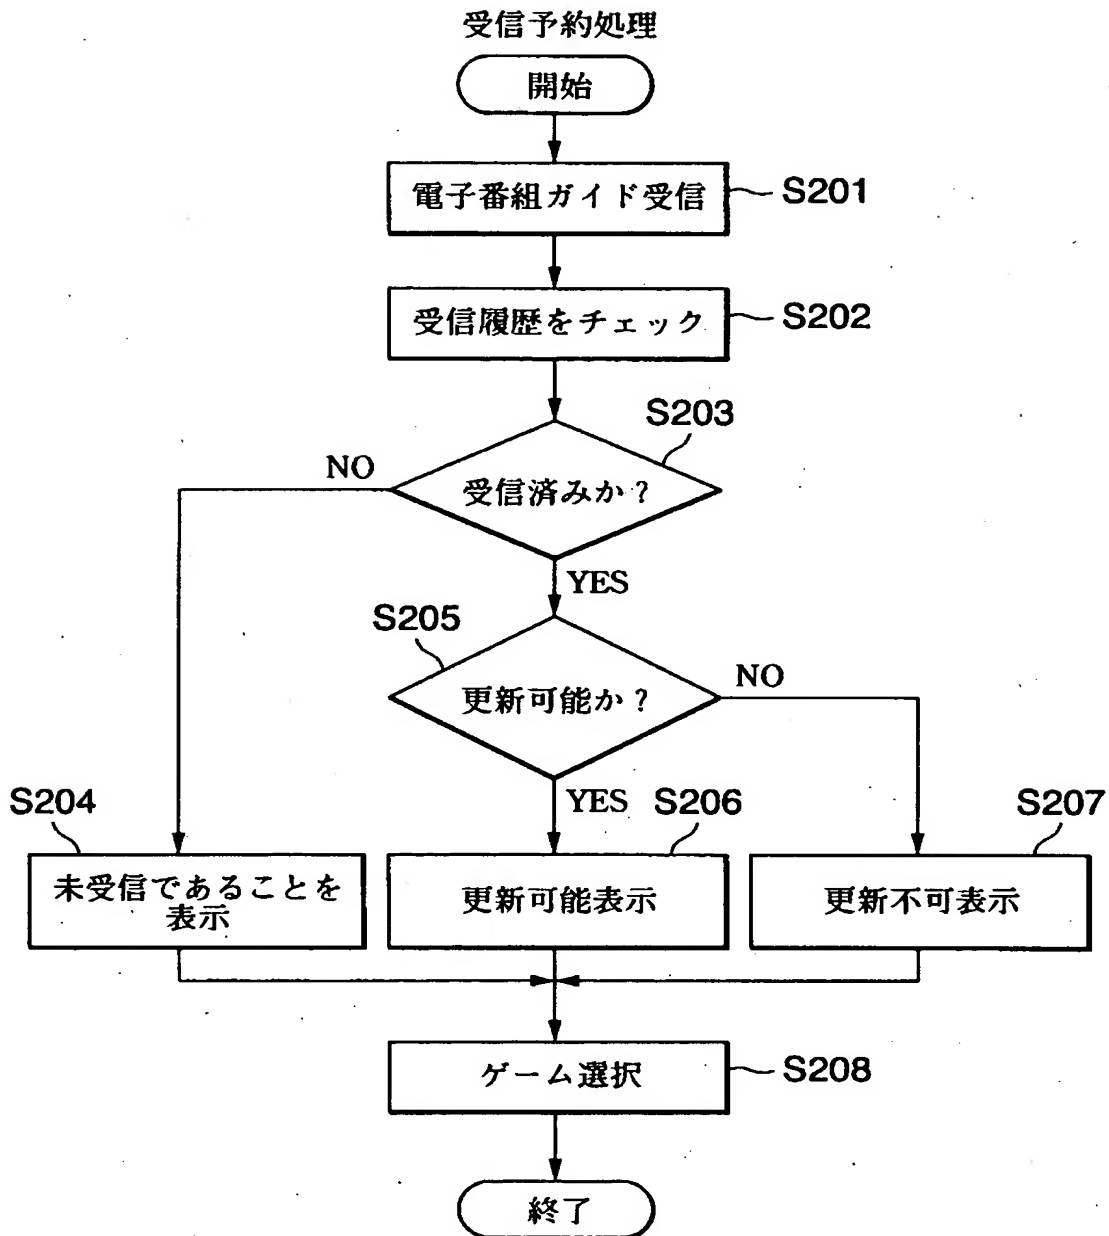 受信予約処理
開始
電子番組ガイド受信
S201
受信履歴をチェック
S202
S203
受信済みか?
NO
YES
S205
更新可能か?
NO
YES
S204
S206
S207
未受信であることを
表示
更新可能表示
更新不可表示
ゲーム選択
S208
終了